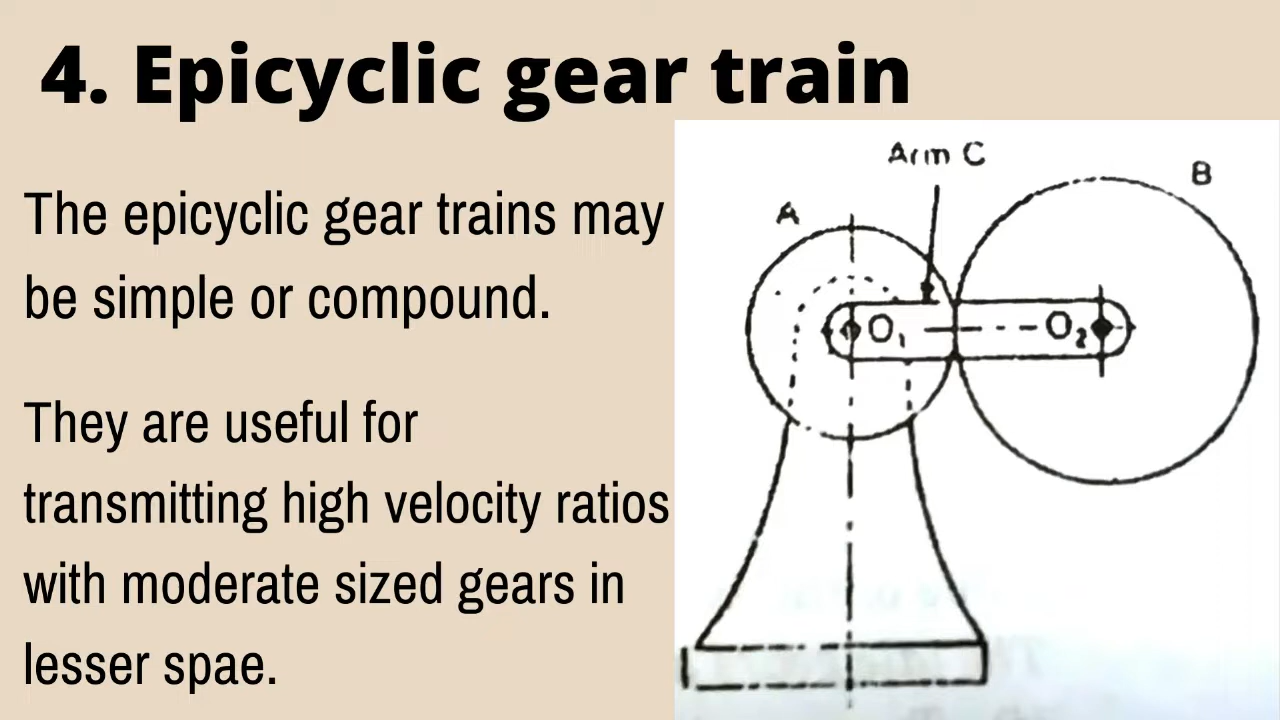 4. Epicyclic gear train
The epicyclic gear trains may
be simple or compound.
They are useful for
transmitting high velocity ratios
with moderate sized gears in
lesser spae.
Arm C
B
A
O₁
O₂